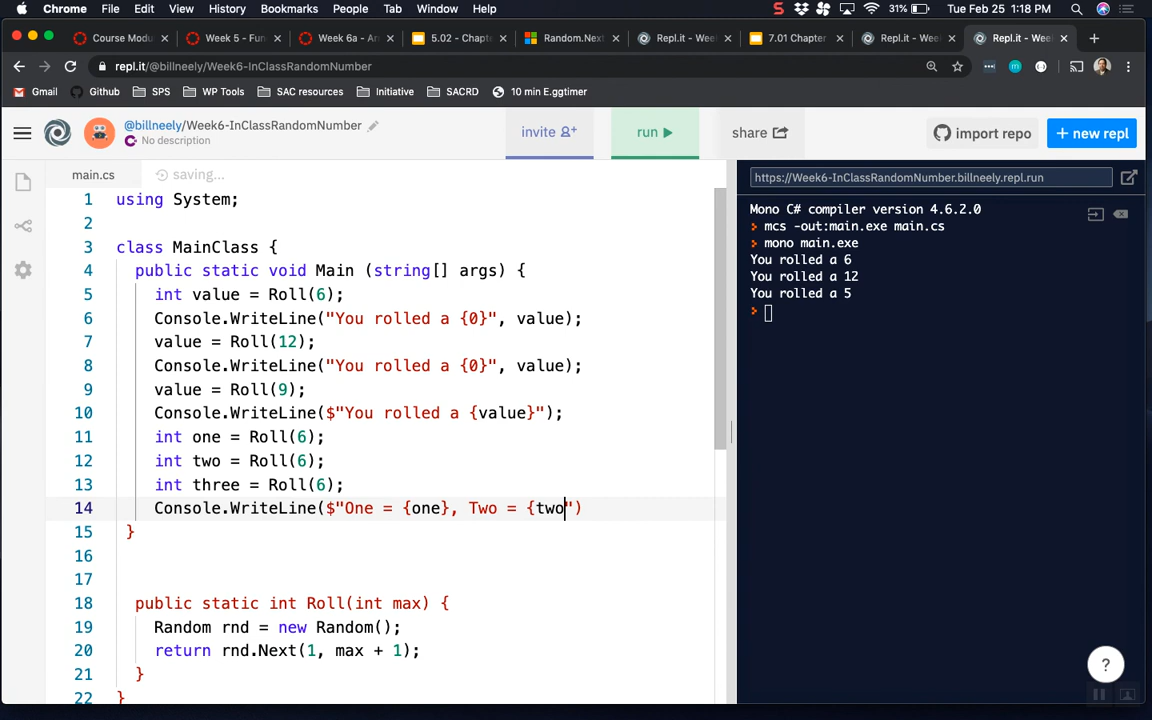 Chrome File Edit View History Bookmarks People Tab Window Help 31% Tue Feb 25 1:18 PM
Course Modu Week 5 - Fun Week 6a - Ar 5.02 - Chapte Random.Next Repl.it - Wee 7.01 Chapter Repl.it - Wee Repl.it - Wee
repl.it/@billneely/Week6-InClassRandomNumber
Gmail Github SPS WP Tools SAC resources Initiative SACRD 10 min E.ggtimer
@billneely/Week6-InClassRandomNumber
No description
invite run share import repo + new repl
main.cs saving...
https://Week6-InClassRandomNumber.billneely.repl.run
1 using System;
2
3 class MainClass {
4 public static void Main (string[] args) {
5 int value = Roll(6);
6 Console.WriteLine("You rolled a {0}", value);
7 value = Roll(12);
8 Console.WriteLine("You rolled a {0}", value);
9 value = Roll(9);
10 Console.WriteLine($"You rolled a {value}");
11 int one = Roll(6);
12 int two = Roll(6);
13 int three = Roll(6);
14 Console.WriteLine($"One = {one}, Two = {two")
15 }
16
17
18 public static int Roll(int max) {
19 Random rnd = new Random();
20 return rnd.Next(1, max + 1);
21 }
22 }
Mono C# compiler version 4.6.2.0
mcs -out:main.exe main.cs
mono main.exe
You rolled a 6
You rolled a 12
You rolled a 5
?